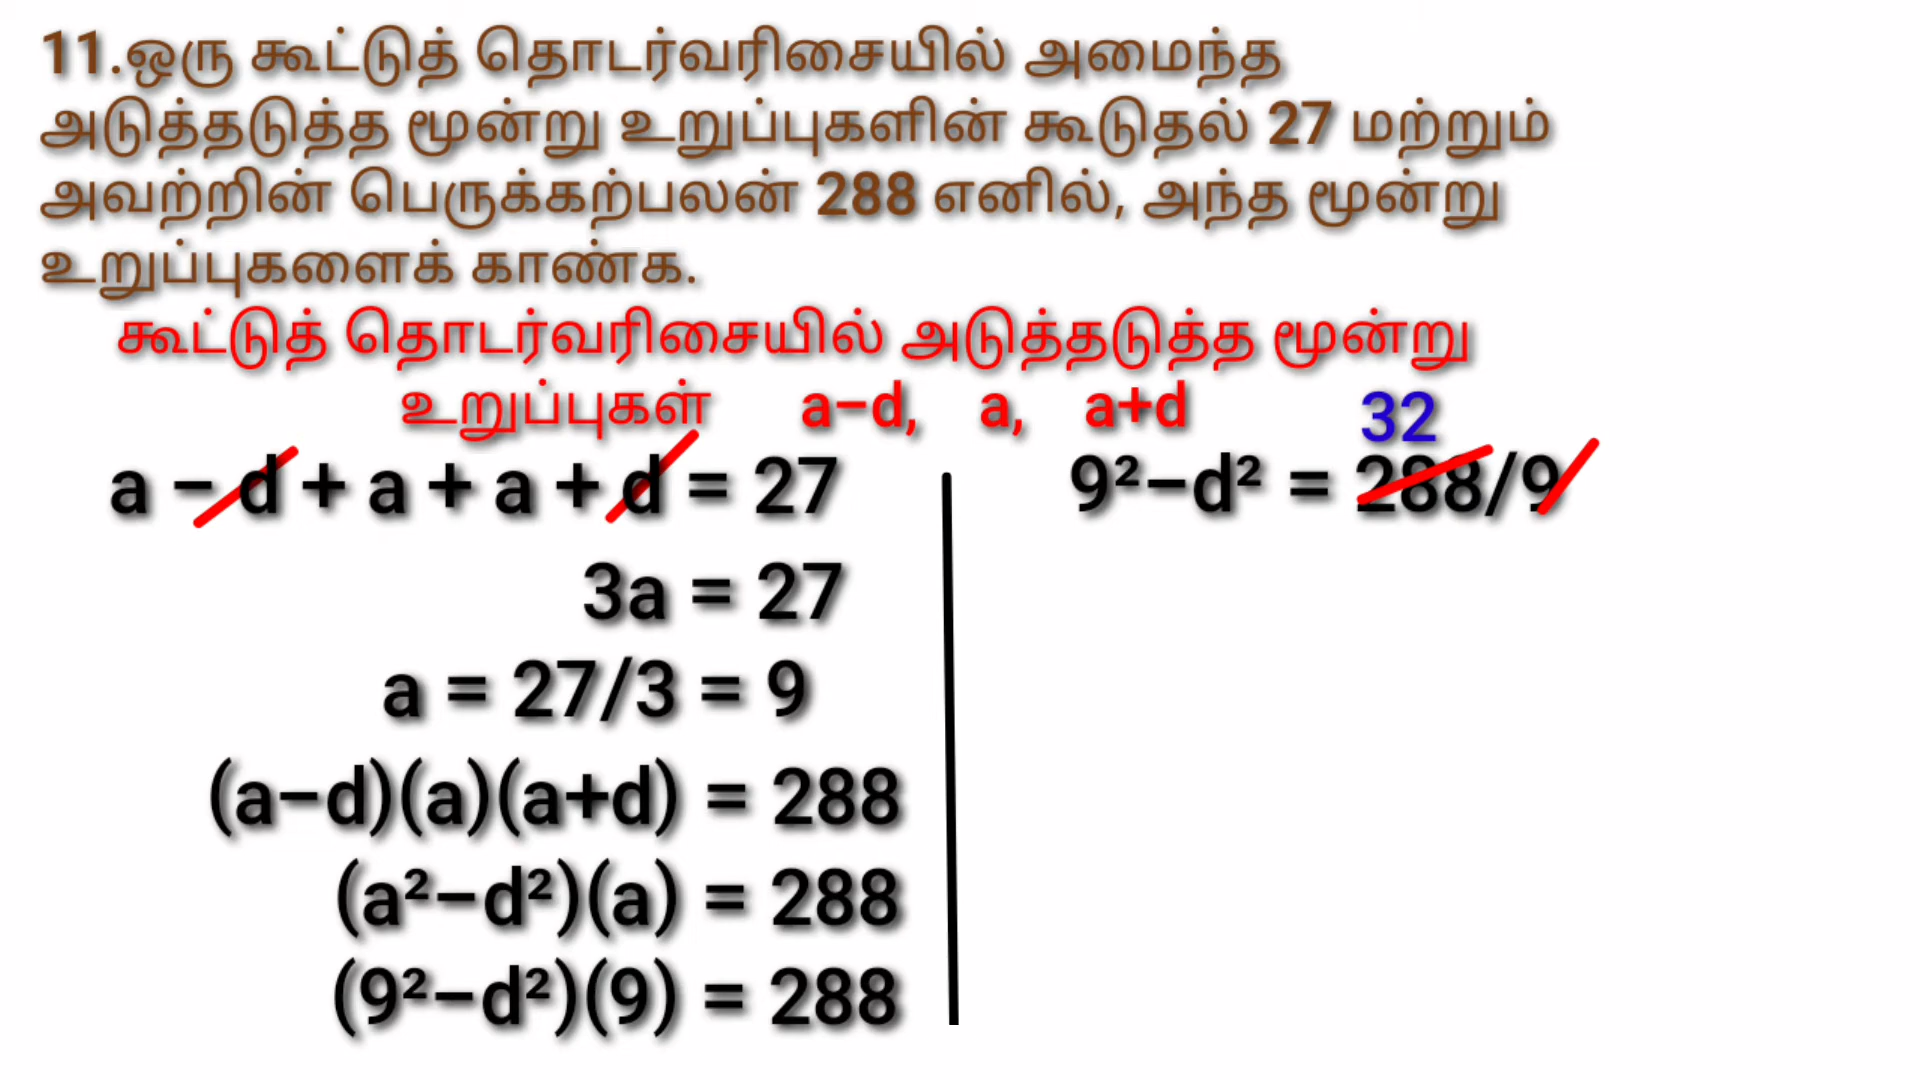 11.ஒரு கூட்டுத் தொடர்வரிசையில் அமைந்த
அடுத்தடுத்த மூன்று உறுப்புகளின் கூடுதல் 27 மற்றும்
அவற்றின் பெருக்கற்பலன் 288 எனில், அந்த மூன்று
உறுப்புகளைக் காண்க.
கூட்டுத் தொடர்வரிசையில் அடுத்தடுத்த மூன்று
உறுப்புகள் a−d, a, a+d
a − d + a + a + d = 27
3a = 27
a = 27/3 = 9
(a−d)(a)(a+d) = 288
(a²−d²)(a) = 288
(9²−d²)(9) = 288
32
9²−d² = 288/9